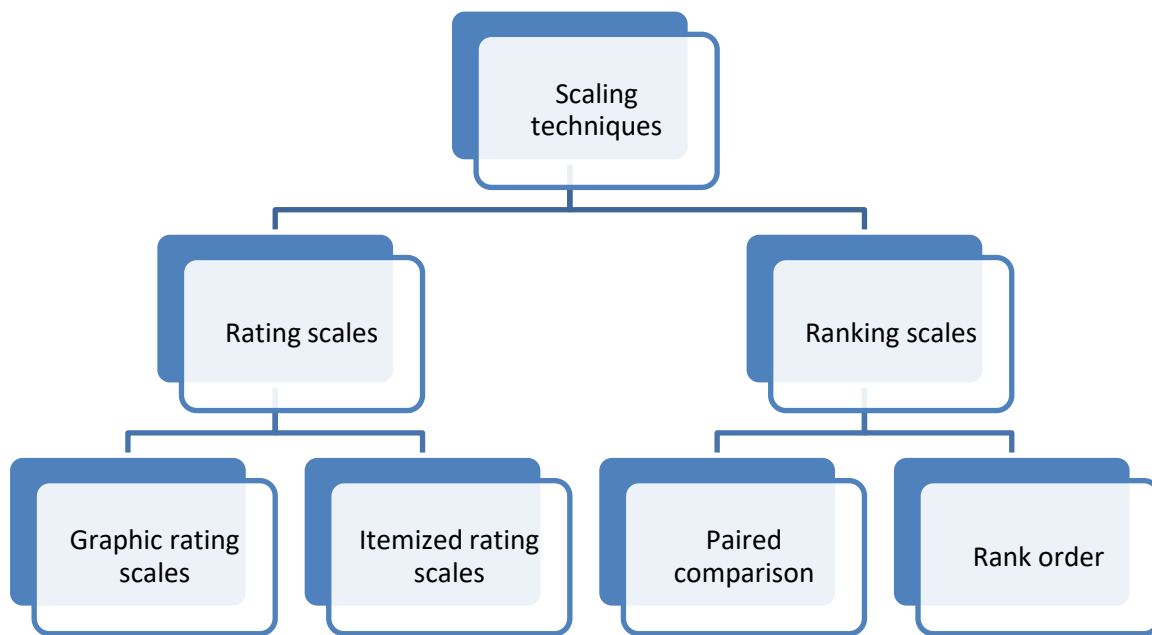 Scaling
techniques
Rating scales
Ranking scales
Graphic rating
scales
Itemized rating
scales
Paired
comparison
Rank order